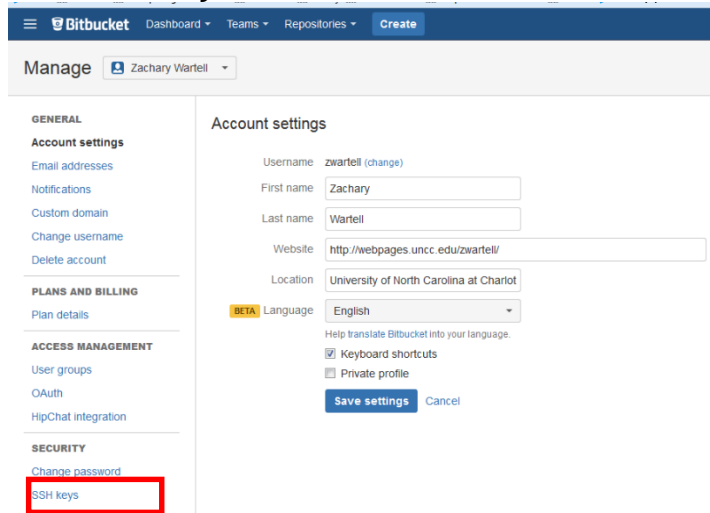 Bitbucket Dashboard Teams Repositories Create
Manage Zachary Wartell
GENERAL
Account settings
Email addresses
Notifications
Custom domain
Change username
Delete account
PLANS AND BILLING
Plan details
ACCESS MANAGEMENT
User groups
OAuth
HipChat integration
SECURITY
Change password
SSH keys
Account settings
Username zwartell (change)
First name Zachary
Last name Wartell
Website http://webpages.uncc.edu/zwartell/
Location University of North Carolina at Charlot
BETA Language English
Help translate Bitbucket into your language.
Keyboard shortcuts
Private profile
Save settings Cancel